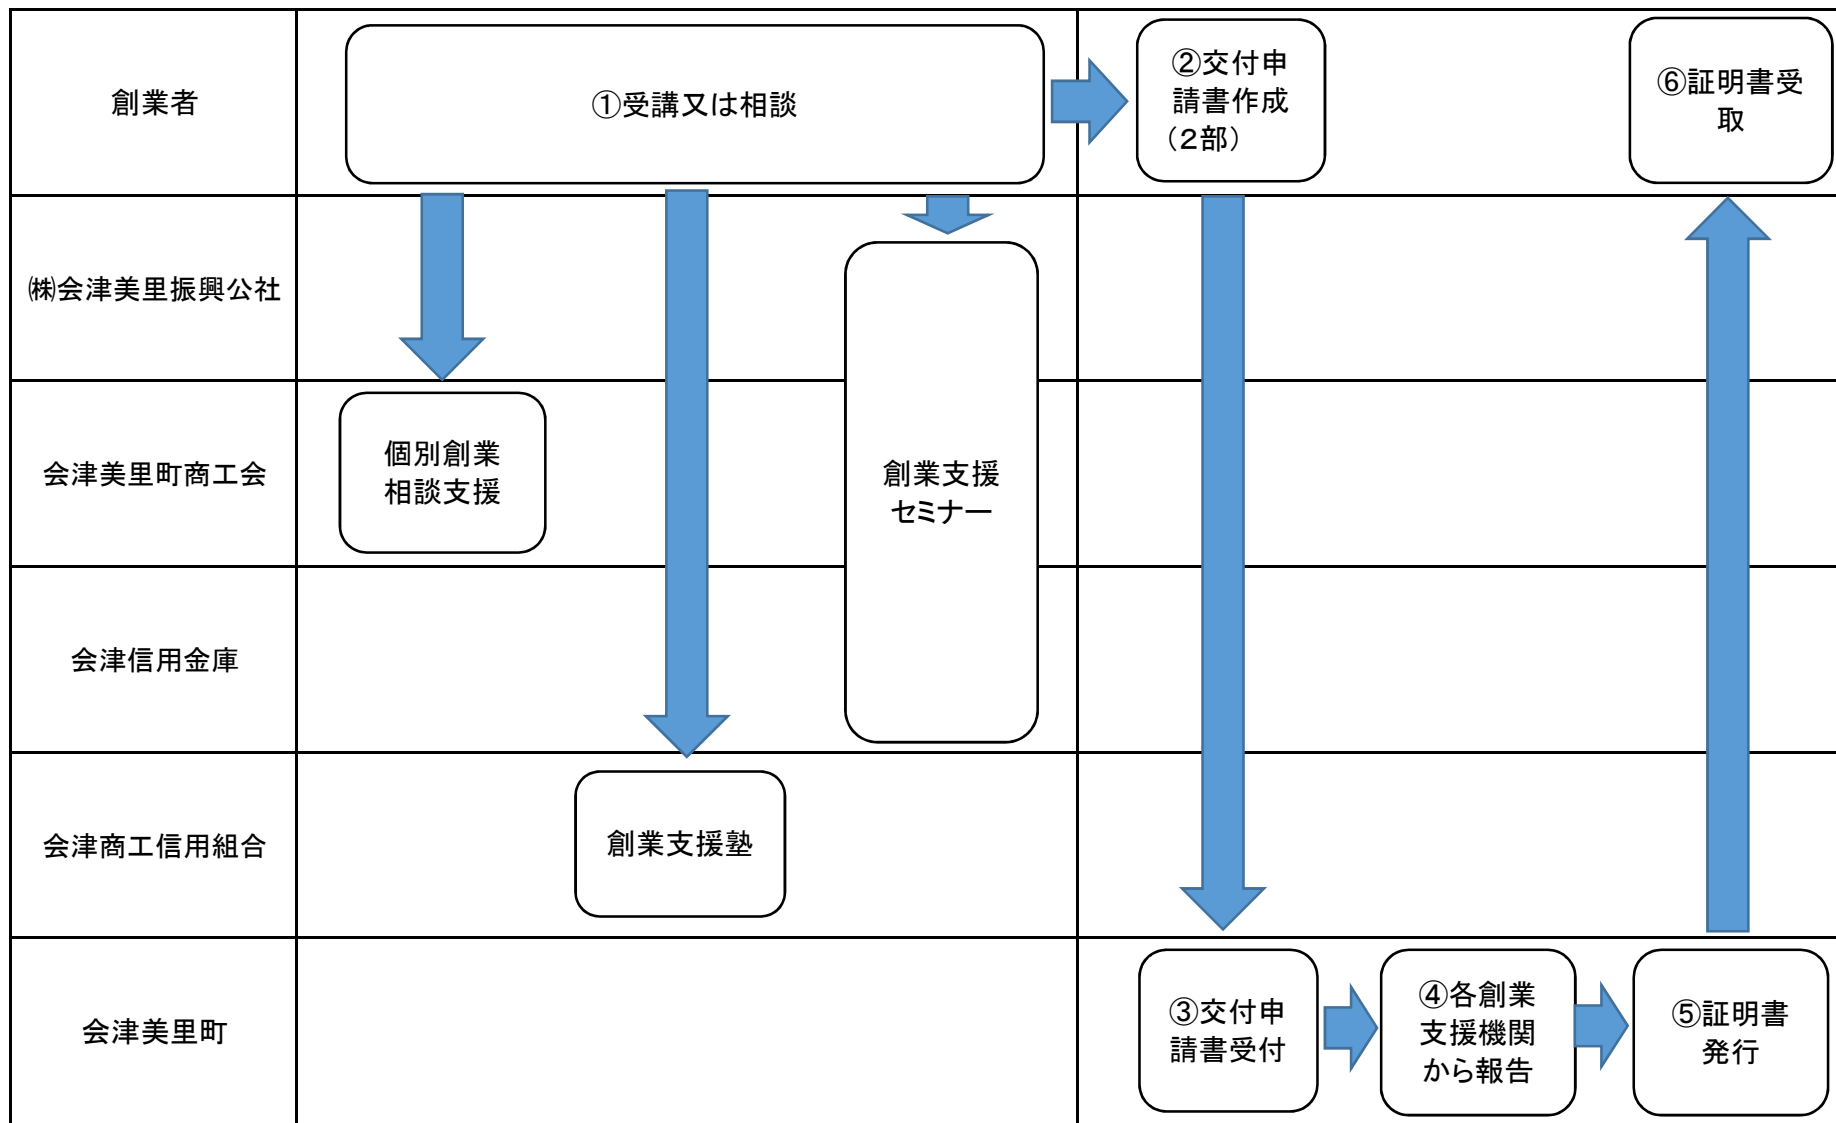 創業者
①受講又は相談
②交付申
請書作成
（２部）
⑥証明書受
取
㈱会津美里振興公社
会津美里町商工会
個別創業
相談支援
創業支援
セミナー
会津信用金庫
会津商工信用組合
創業支援塾
会津美里町
③交付申
請書受付
④各創業
支援機関
から報告
⑤証明書
発行